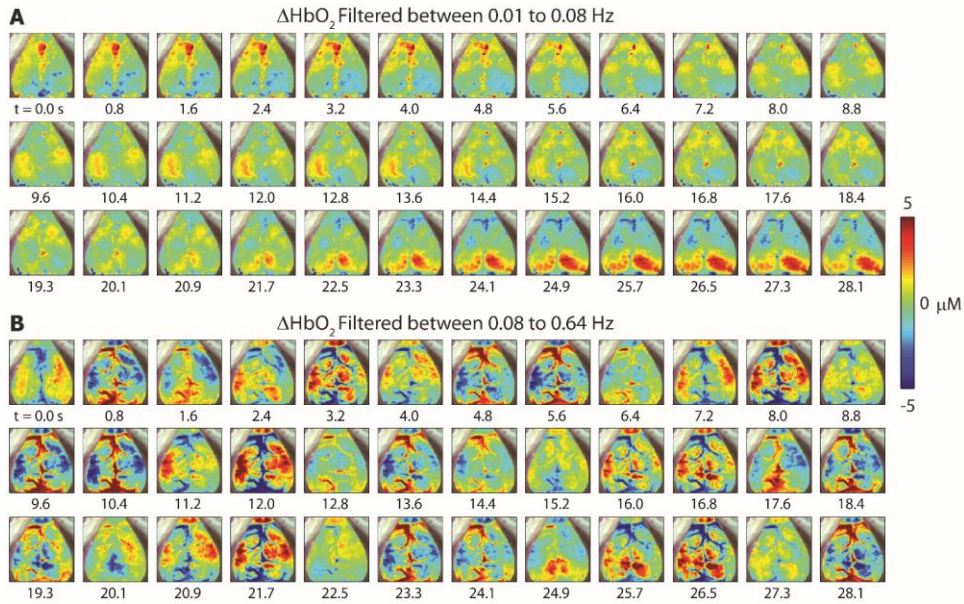 A
ΔHbO₂ Filtered between 0.01 to 0.08 Hz
t = 0.0 s 0.8 1.6 2.4 3.2 4.0 4.8 5.6 6.4 7.2 8.0 8.8
9.6 10.4 11.2 12.0 12.8 13.6 14.4 15.2 16.0 16.8 17.6 18.4
19.3 20.1 20.9 21.7 22.5 23.3 24.1 24.9 25.7 26.5 27.3 28.1
5
0 μM
-5
B
ΔHbO₂ Filtered between 0.08 to 0.64 Hz
t = 0.0 s 0.8 1.6 2.4 3.2 4.0 4.8 5.6 6.4 7.2 8.0 8.8
9.6 10.4 11.2 12.0 12.8 13.6 14.4 15.2 16.0 16.8 17.6 18.4
19.3 20.1 20.9 21.7 22.5 23.3 24.1 24.9 25.7 26.5 27.3 28.1